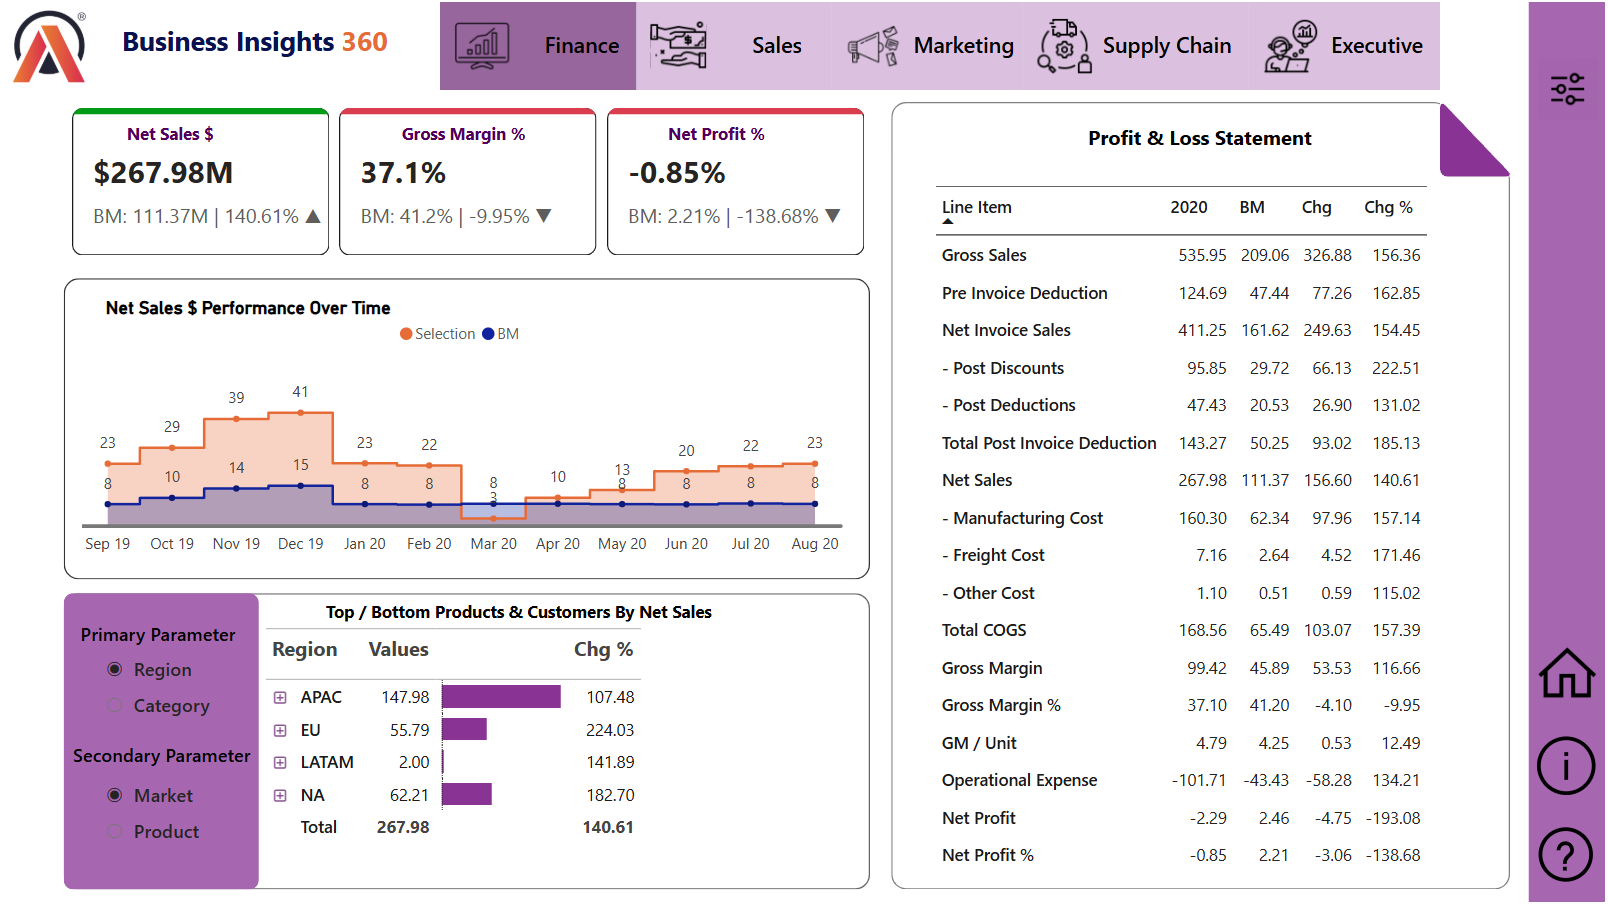 ®
Business Insights 360
Finance
Sales
Marketing
Supply Chain
Executive
Net Sales $
$267.98M
BM: 111.37M | 140.61% ▲
Gross Margin %
37.1%
BM: 41.2% | -9.95% ▼
Net Profit %
-0.85%
BM: 2.21% | -138.68% ▼
Net Sales $ Performance Over Time
Selection BM
23 29 39 41 23 22 3 10 13 20 22 23
8 10 14 15 8 8 8 8 8 8 8
Sep 19 Oct 19 Nov 19 Dec 19 Jan 20 Feb 20 Mar 20 Apr 20 May 20 Jun 20 Jul 20 Aug 20
Primary Parameter
Region
Category
Secondary Parameter
Market
Product
Top / Bottom Products & Customers By Net Sales
Region Values Chg %
APAC 147.98 107.48
EU 55.79 224.03
LATAM 2.00 141.89
NA 62.21 182.70
Total 267.98 140.61
Profit & Loss Statement
Line Item 2020 BM Chg Chg %
Gross Sales 535.95 209.06 326.88 156.36
Pre Invoice Deduction 124.69 47.44 77.26 162.85
Net Invoice Sales 411.25 161.62 249.63 154.45
- Post Discounts 95.85 29.72 66.13 222.51
- Post Deductions 47.43 20.53 26.90 131.02
Total Post Invoice Deduction 143.27 50.25 93.02 185.13
Net Sales 267.98 111.37 156.60 140.61
- Manufacturing Cost 160.30 62.34 97.96 157.14
- Freight Cost 7.16 2.64 4.52 171.46
- Other Cost 1.10 0.51 0.59 115.02
Total COGS 168.56 65.49 103.07 157.39
Gross Margin 99.42 45.89 53.53 116.66
Gross Margin % 37.10 41.20 -4.10 -9.95
GM / Unit 4.79 4.25 0.53 12.49
Operational Expense -101.71 -43.43 -58.28 134.21
Net Profit -2.29 2.46 -4.75 -193.08
Net Profit % -0.85 2.21 -3.06 -138.68
i
?